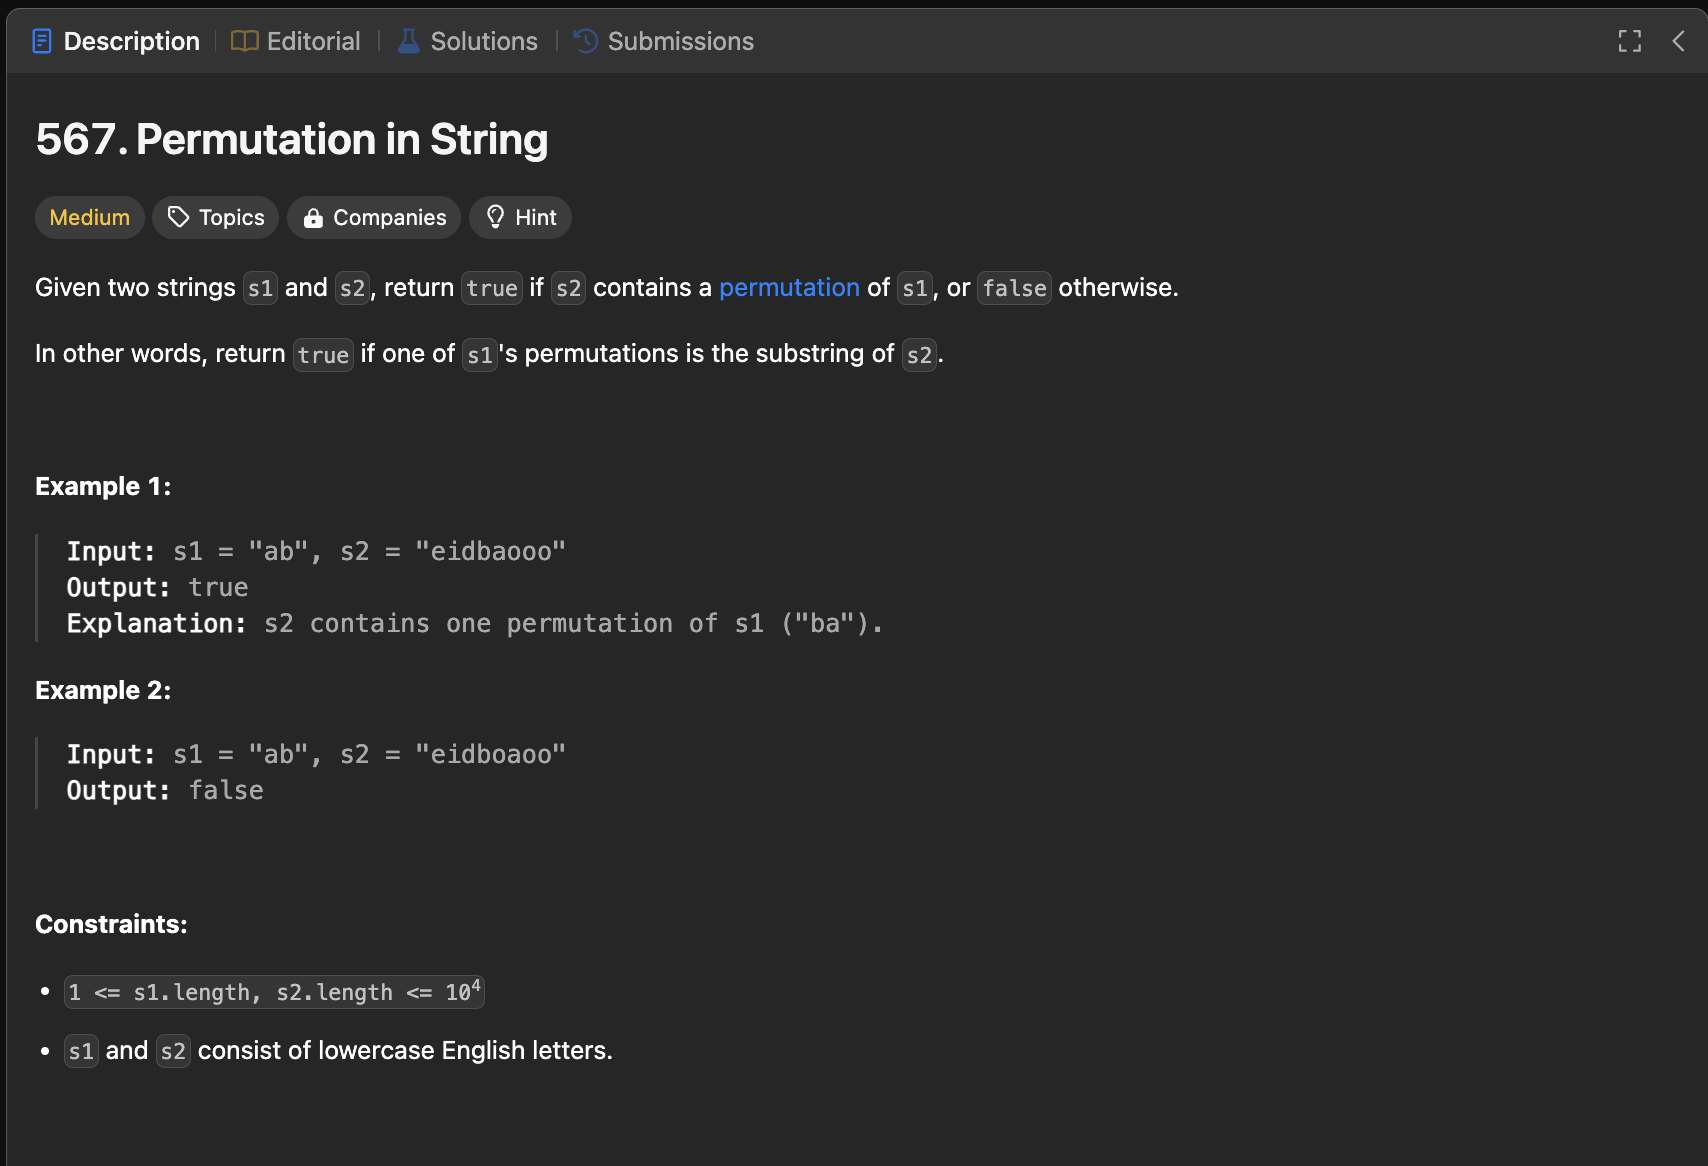 Description | Editorial | Solutions | Submissions
567. Permutation in String
Medium Topics Companies Hint
Given two strings s1 and s2, return true if s2 contains a permutation of s1, or false otherwise.
In other words, return true if one of s1's permutations is the substring of s2.
Example 1:
Input: s1 = "ab", s2 = "eidbaooo"
Output: true
Explanation: s2 contains one permutation of s1 ("ba").
Example 2:
Input: s1 = "ab", s2 = "eidboaoo"
Output: false
Constraints:
• 1 <= s1.length, s2.length <= 10⁴
• s1 and s2 consist of lowercase English letters.